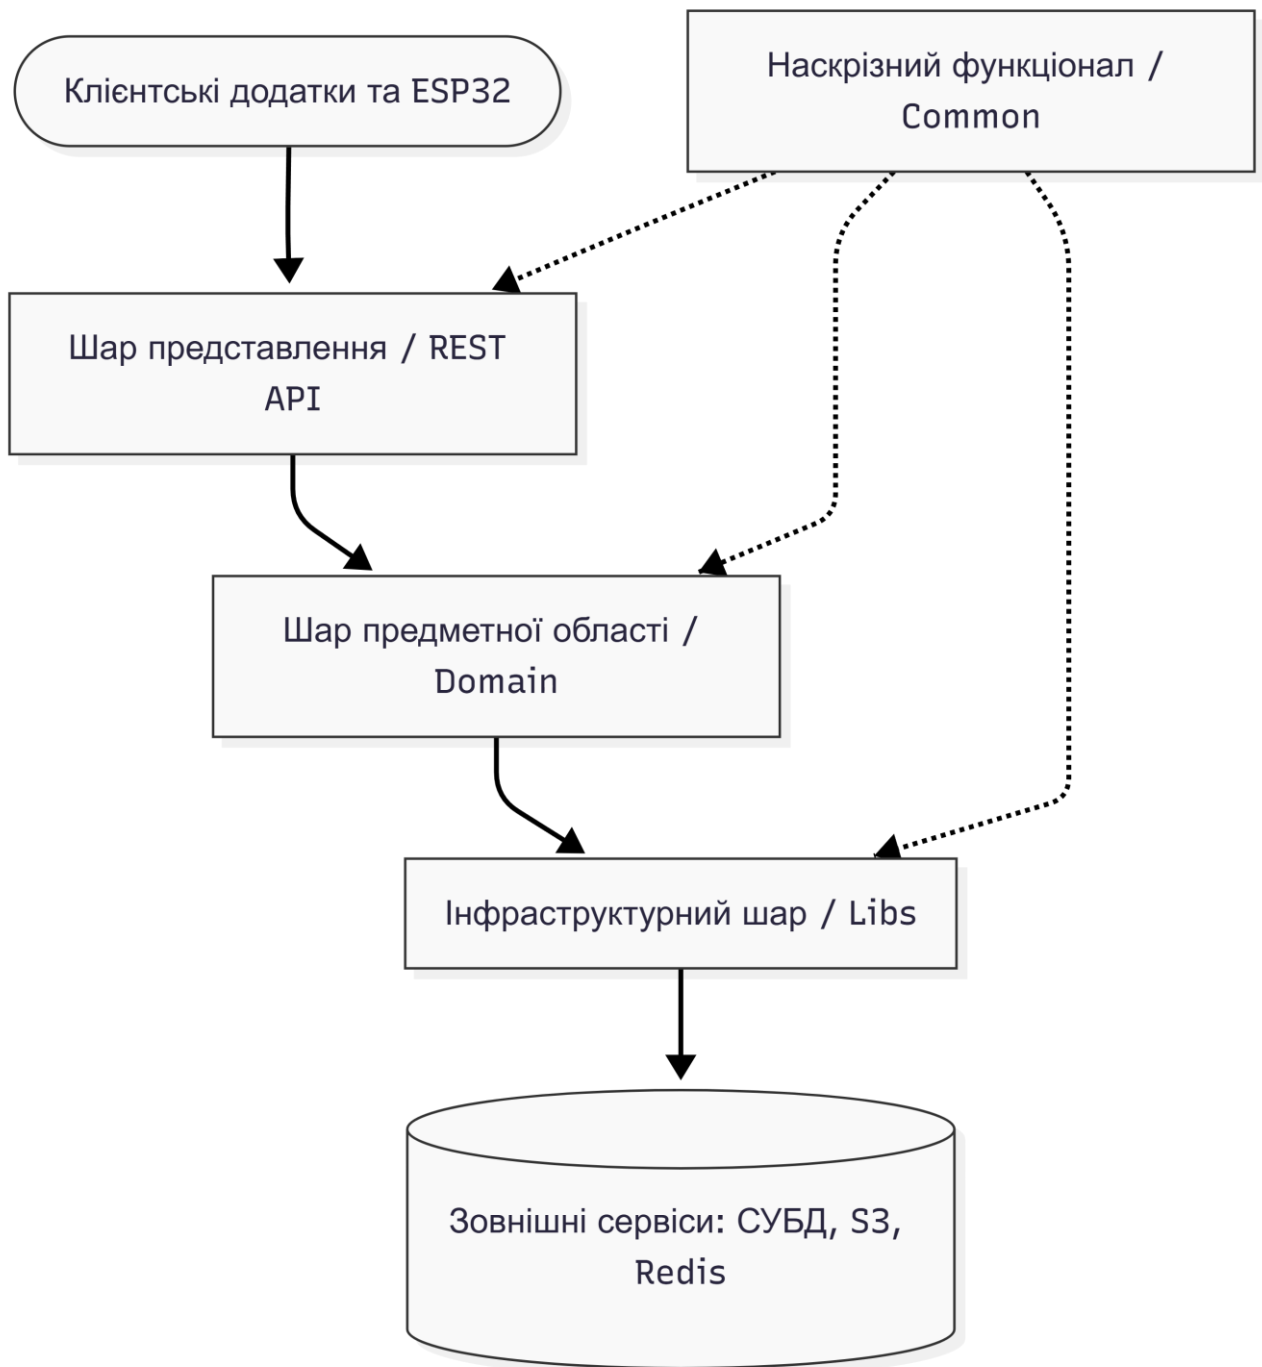 Клієнтські додатки та ESP32
Наскрізний функціонал /
Common
Шар представлення / REST
API
Шар предметної області /
Domain
Інфраструктурний шар / Libs
Зовнішні сервіси: СУБД, S3,
Redis